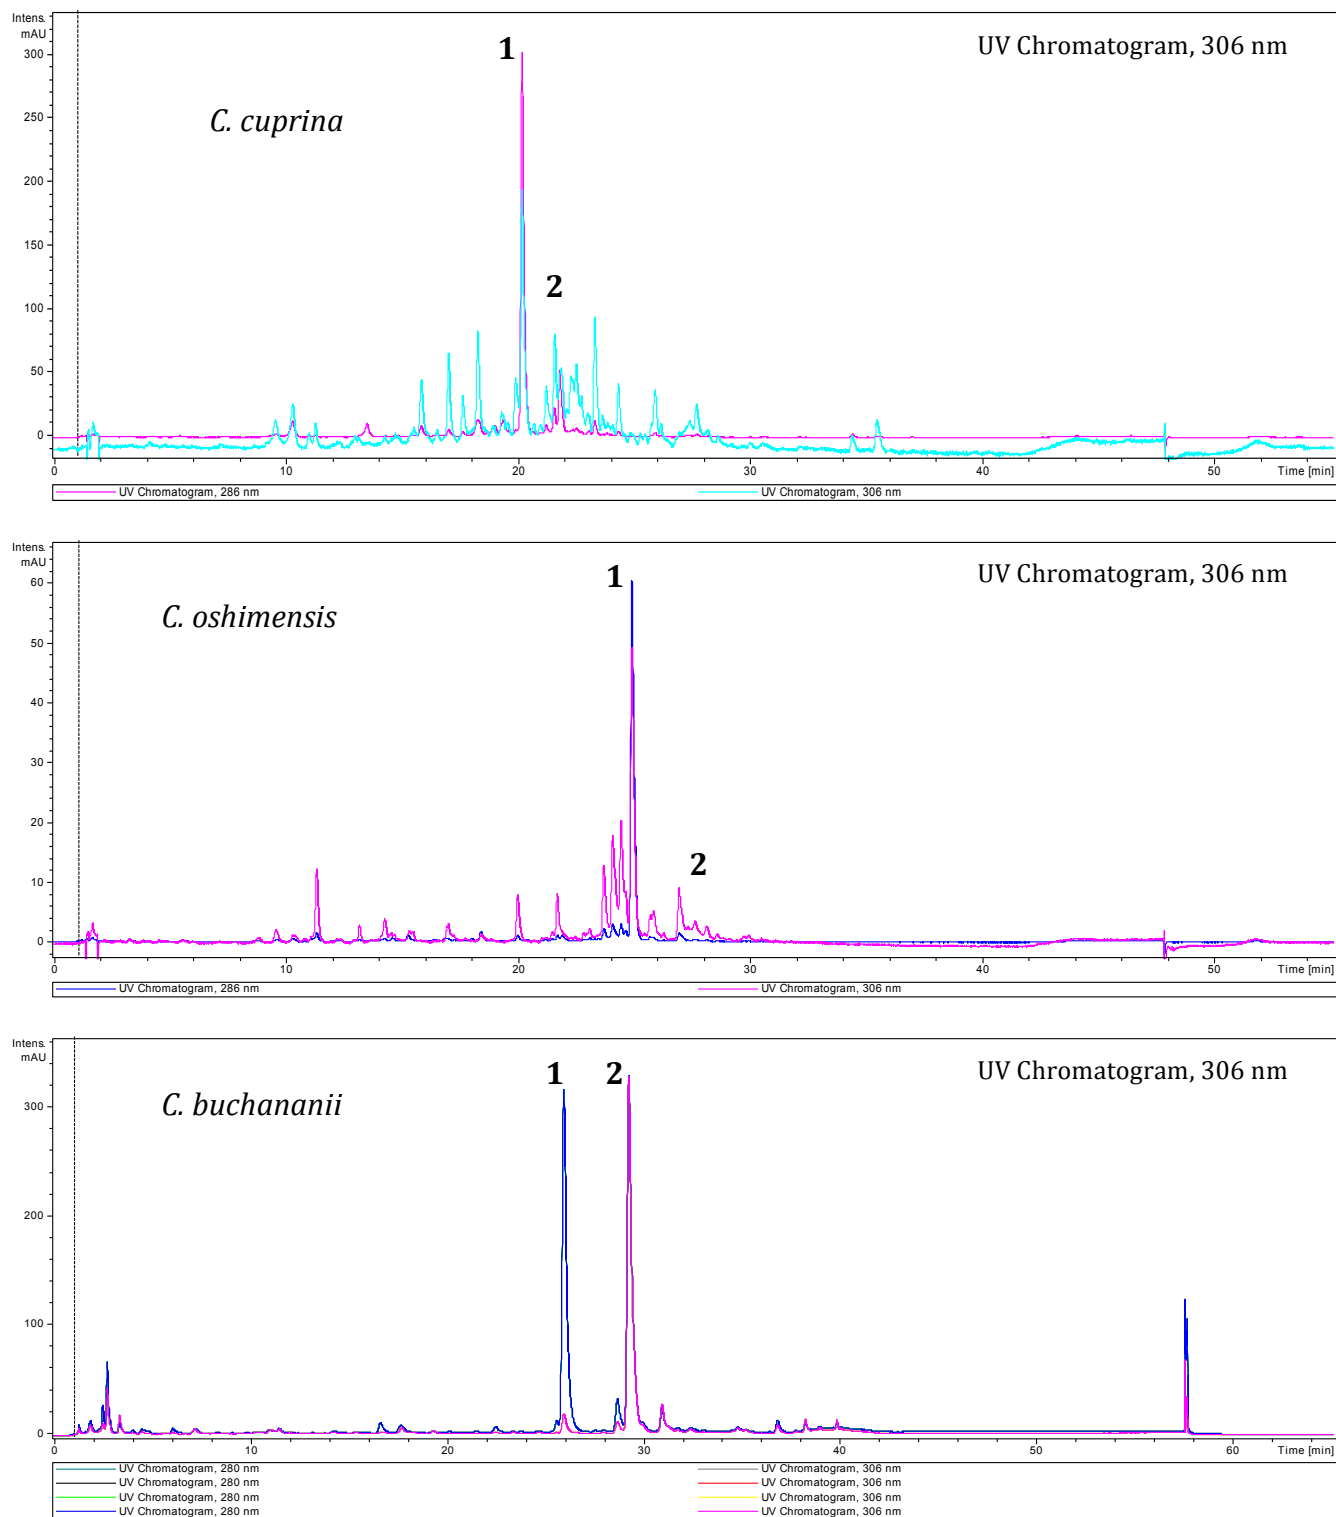 Intens.
mAU
1
UV Chromatogram, 306 nm
300
C. cuprina
250
200
150
2
100
50
0
0 10 20 30 40 50 Time [min]
UV Chromatogram, 286 nm UV Chromatogram, 306 nm
Intens.
mAU
1
UV Chromatogram, 306 nm
60
C. oshimensis
50
40
30
20
2
10
0
0 10 20 30 40 50 Time [min]
UV Chromatogram, 286 nm UV Chromatogram, 306 nm
Intens.
mAU
1 2 UV Chromatogram, 306 nm
300
C. buchananii
200
100
0
0 10 20 30 40 50 60 Time [min]
UV Chromatogram, 280 nm UV Chromatogram, 306 nm
UV Chromatogram, 280 nm UV Chromatogram, 306 nm
UV Chromatogram, 280 nm UV Chromatogram, 306 nm
UV Chromatogram, 280 nm UV Chromatogram, 306 nm